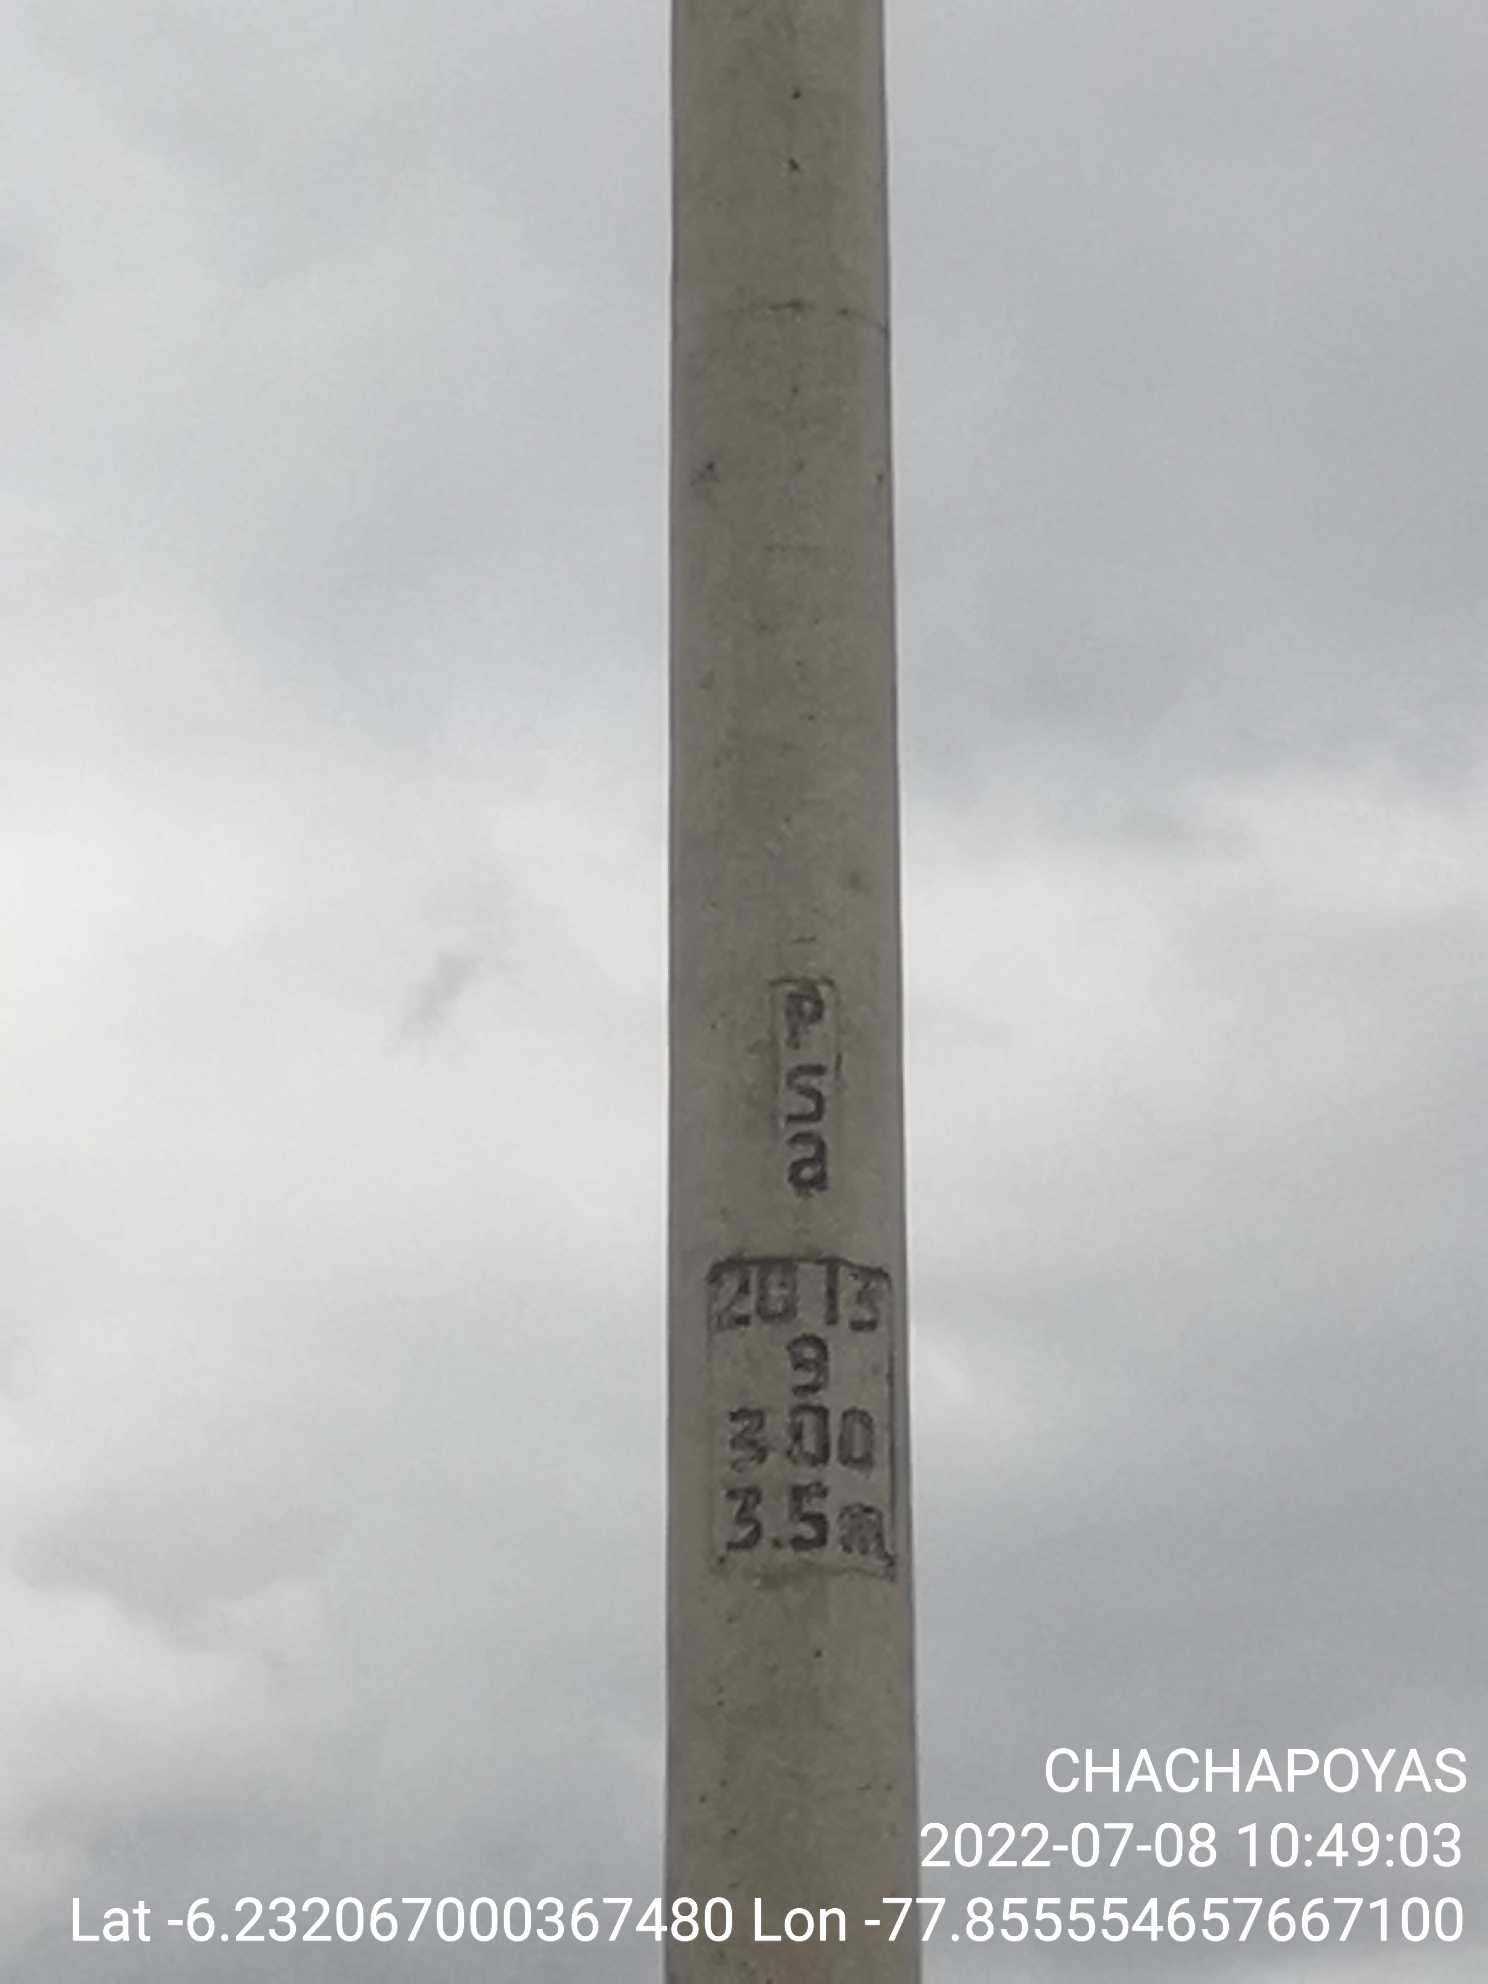 P
S
a
2013
9
300
3.5m
CHACHAPOYAS
2022-07-08 10:49:03
Lat -6.232067000367480 Lon -77.855554657667100